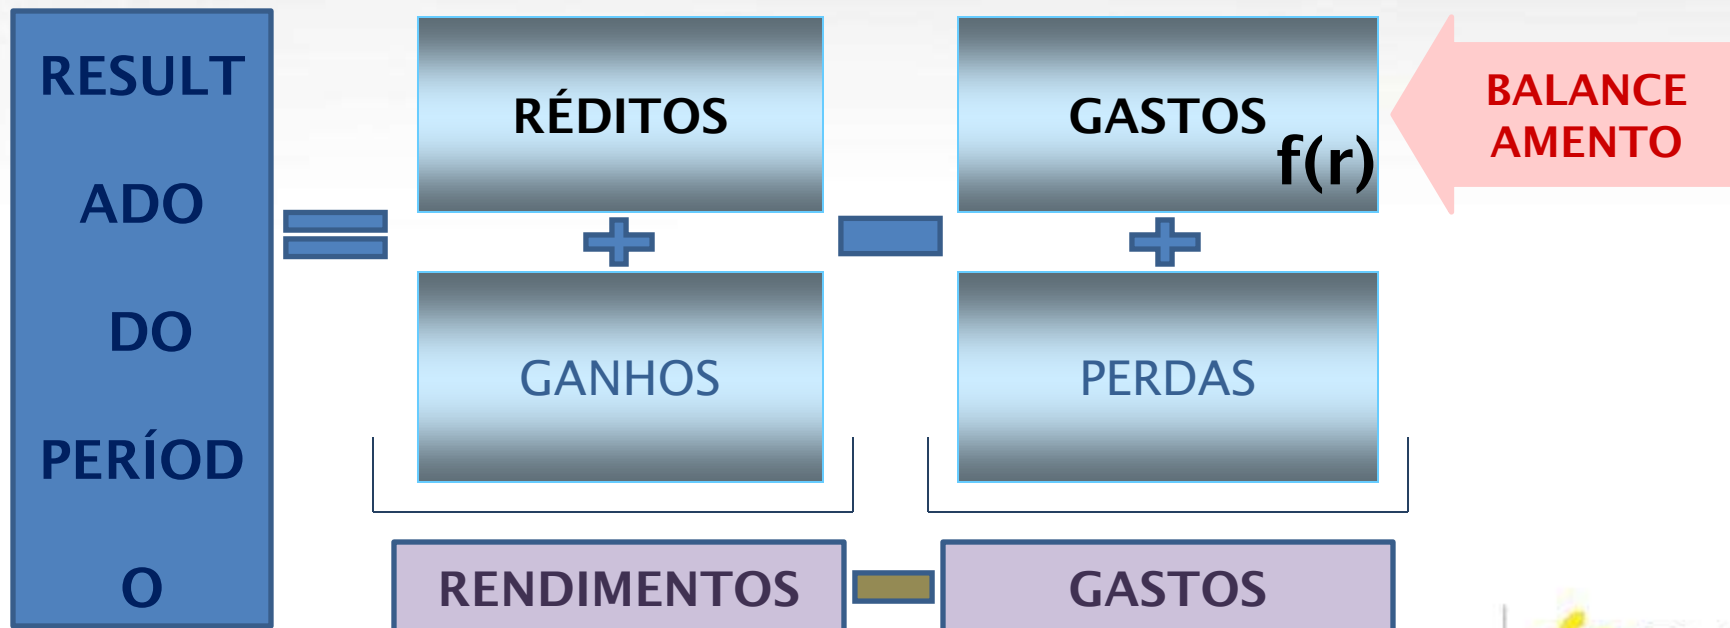 RESULT
ADO
DO
PERÍOD
O
RÉDITOS
GASTOS
f(r)
BALANCE
AMENTO
GANHOS
PERDAS
RENDIMENTOS
GASTOS